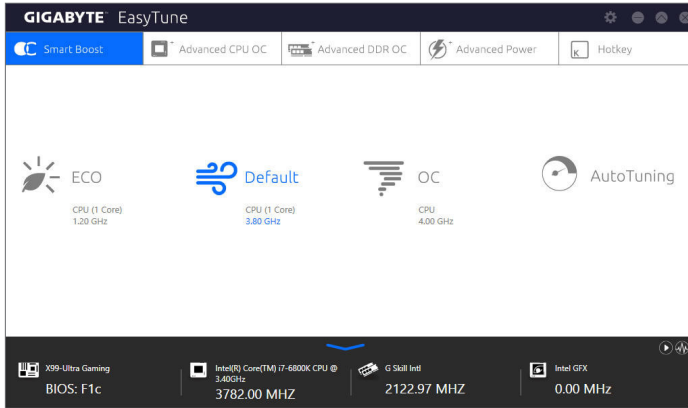 GIGABYTE™ EasyTune
Smart Boost
Advanced CPU OC
Advanced DDR OC
Advanced Power
K
Hotkey
ECO
CPU (1 Core)
1.20 GHz
Default
CPU (1 Core)
3.80 GHz
OC
CPU
4.00 GHz
AutoTuning
X99-Ultra Gaming
BIOS: F1c
Intel(R) Core(TM) i7-6800K CPU @
3.40GHz
3782.00 MHZ
G Skill Intl
2122.97 MHZ
Intel GFX
0.00 MHz